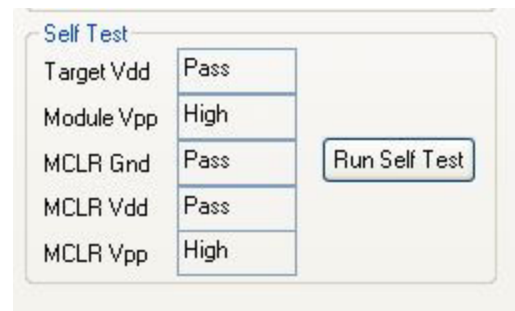 Self Test
Target Vdd Pass
Module Vpp High
MCLR Gnd Pass Run Self Test
MCLR Vdd Pass
MCLR Vpp High